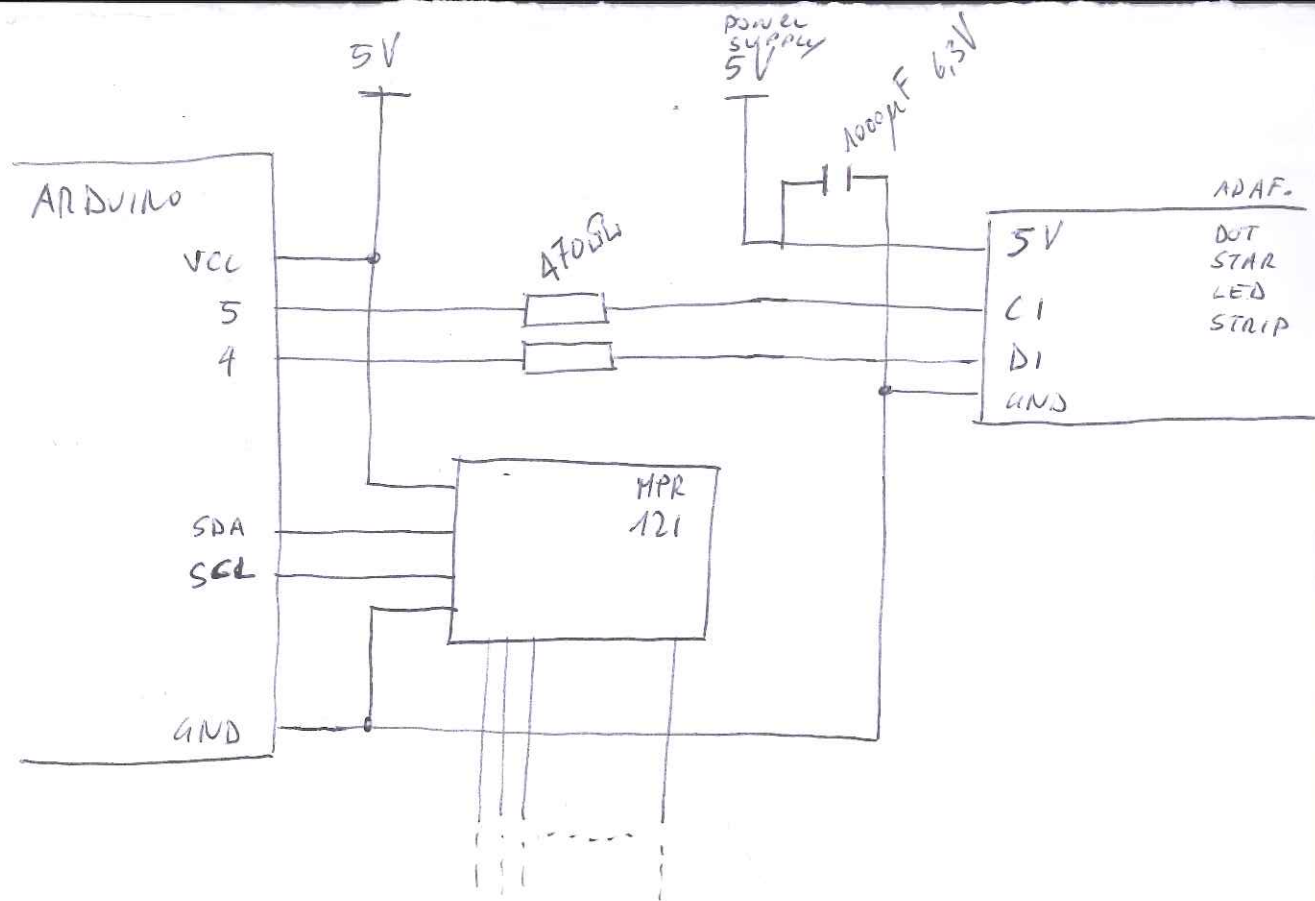 5V
POWER
SUPPLY
5V
1000µF 6,3V
ARDUINO
VCC
5
4
SDA
SCL
GND
470ΩW
ADAF.
DOT
STAR
LED
STRIP
5V
CI
DI
GND
MPR
121